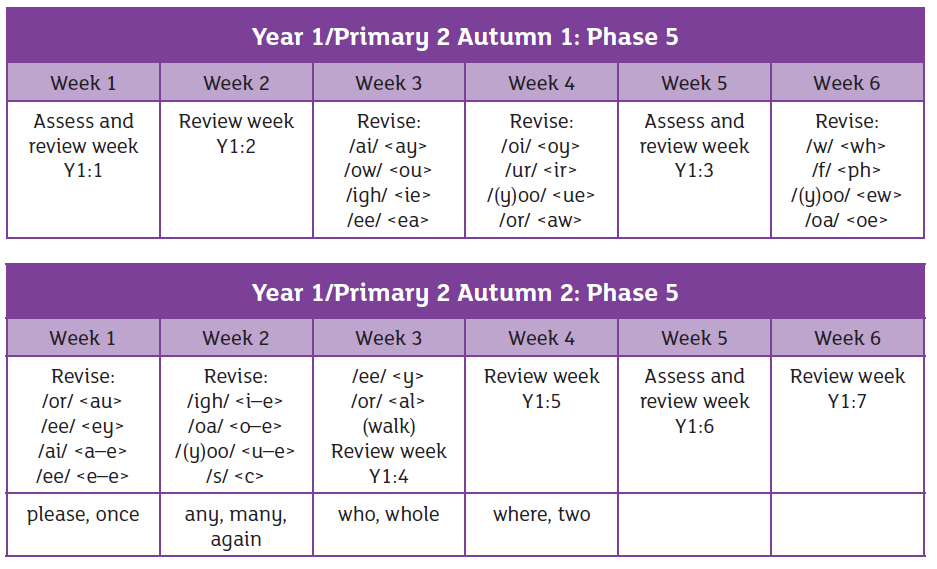 Year 1/Primary 2 Autumn 1: Phase 5
Week 1
Week 2
Week 3
Week 4
Week 5
Week 6
Assess and
review week
Y1:1
Review week
Y1:2
Revise:
/ai/ <ay>
/ow/ <ou>
/igh/ <ie>
/ee/ <ea>
Revise:
/oi/ <oy>
/ur/ <ir>
/(y)oo/ <ue>
/or/ <aw>
Assess and
review week
Y1:3
Revise:
/w/ <wh>
/f/ <ph>
/(y)oo/ <ew>
/oa/ <oe>
Year 1/Primary 2 Autumn 2: Phase 5
Week 1
Week 2
Week 3
Week 4
Week 5
Week 6
Revise:
/or/ <au>
/ee/ <ey>
/ai/ <a–e>
/ee/ <e–e>
Revise:
/igh/ <i–e>
/oa/ <o–e>
/(y)oo/ <u–e>
/s/ <c>
/ee/ <y>
/or/ <al>
(walk)
Review week
Y1:4
Review week
Y1:5
Assess and
review week
Y1:6
Review week
Y1:7
please, once
any, many,
again
who, whole
where, two